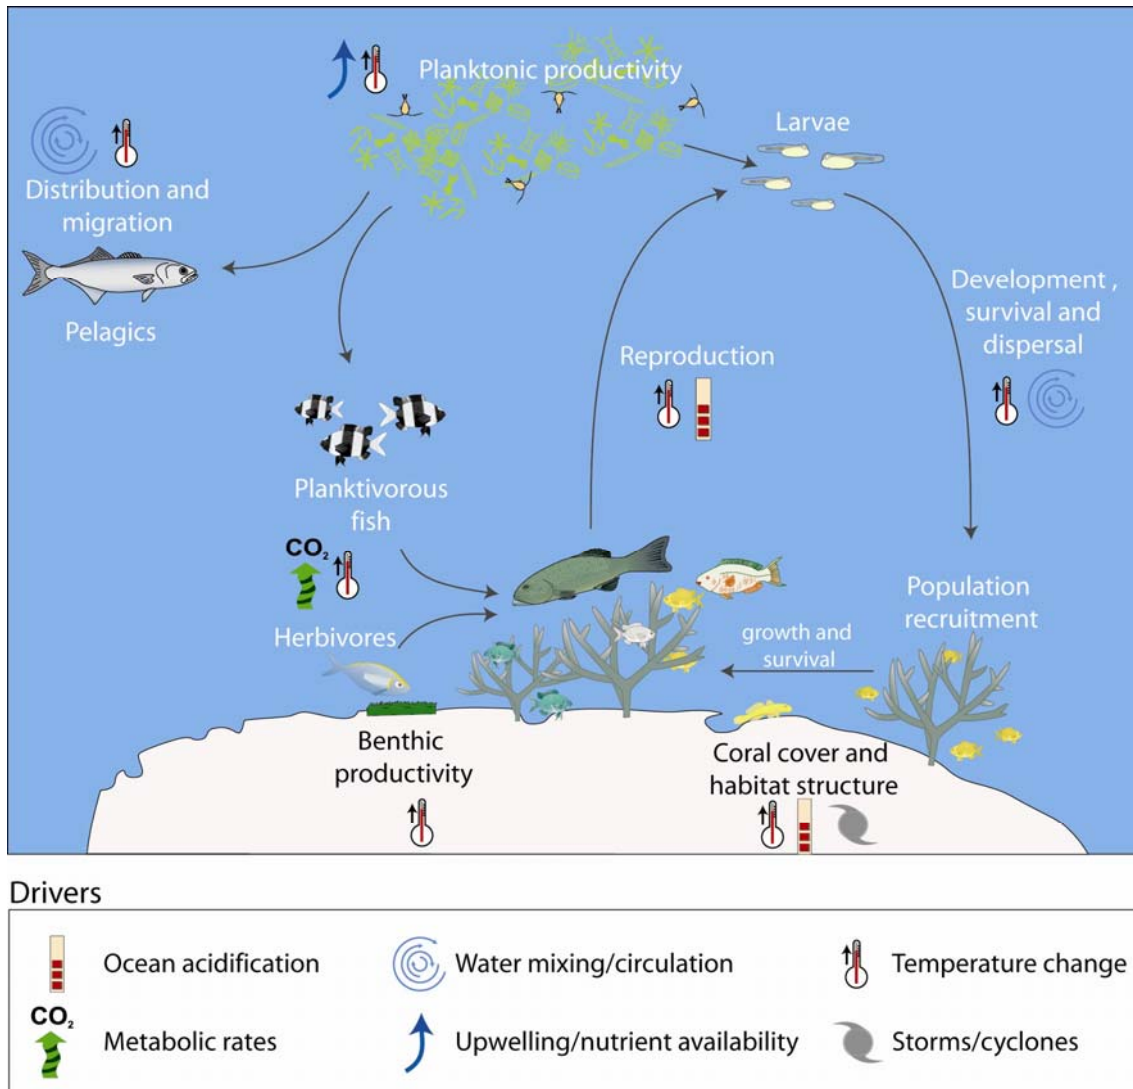 Planktonic productivity
Larvae
Distribution and
migration
Pelagics
Development ,
survival and
dispersal
Reproduction
Planktivorous
fish
CO₂
Herbivores
Population
recruitment
growth and
survival
Benthic
productivity
Coral cover and
habitat structure
Drivers
Ocean acidification
Water mixing/circulation
Temperature change
CO₂
Metabolic rates
Upwelling/nutrient availability
Storms/cyclones